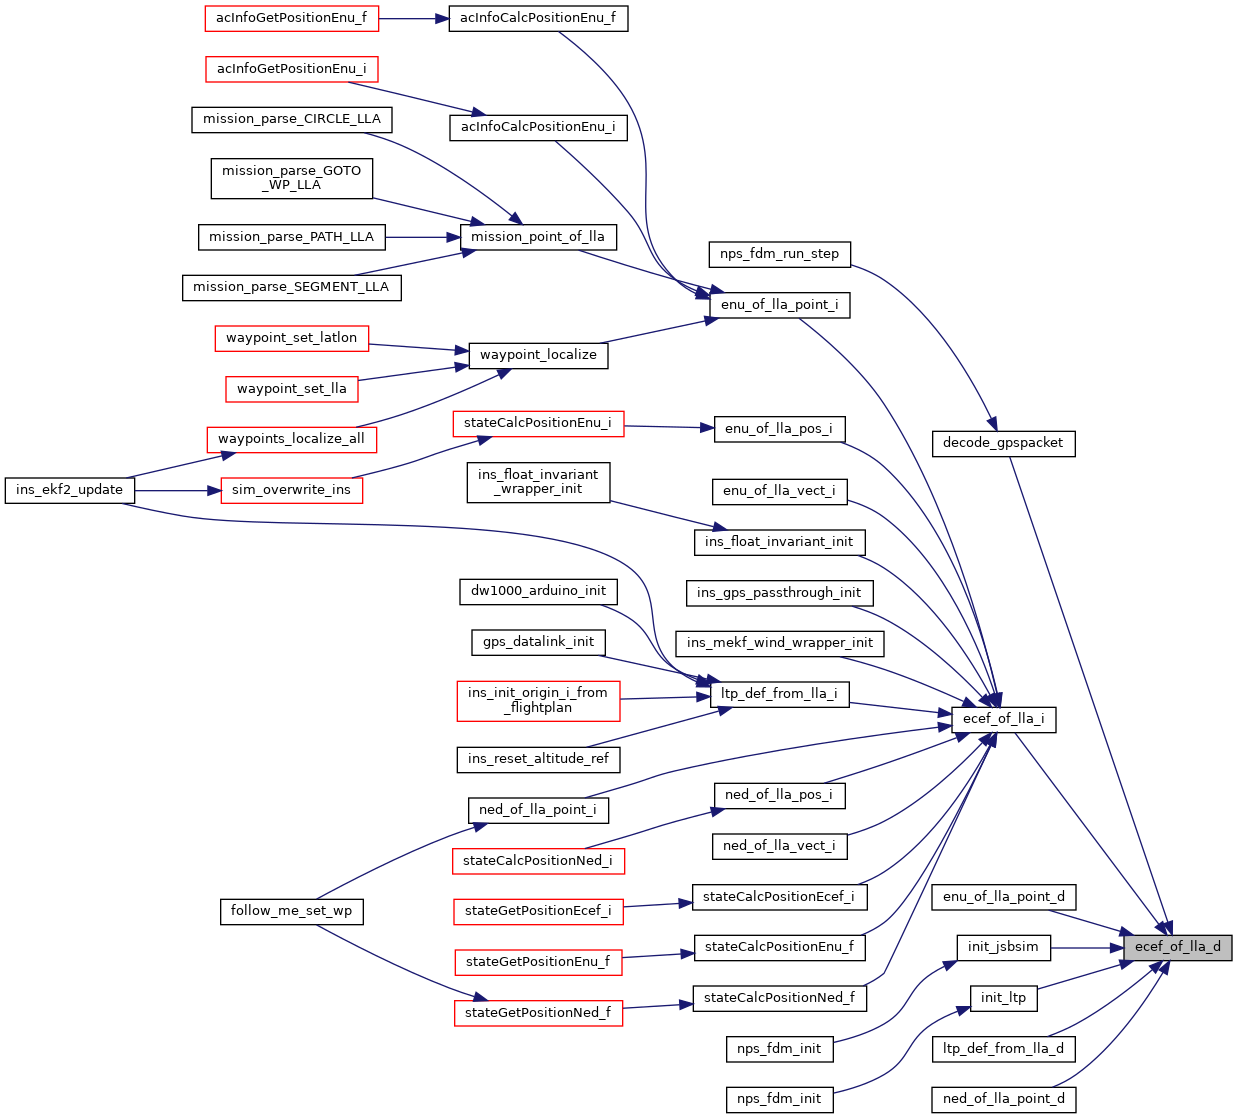 acInfoGetPositionEnu_f
acInfoCalcPositionEnu_f
acInfoGetPositionEnu_i
mission_parse_CIRCLE_LLA
acInfoCalcPositionEnu_i
mission_parse_GOTO
_WP_LLA
mission_parse_PATH_LLA
mission_point_of_lla
nps_fdm_run_step
mission_parse_SEGMENT_LLA
enu_of_lla_point_i
waypoint_set_latlon
waypoint_localize
waypoint_set_lla
stateCalcPositionEnu_i
enu_of_lla_pos_i
waypoints_localize_all
decode_gpspacket
ins_float_invariant
_wrapper_init
ins_ekf2_update
sim_overwrite_ins
enu_of_lla_vect_i
ins_float_invariant_init
dw1000_arduino_init
ins_gps_passthrough_init
gps_datalink_init
ins_mekf_wind_wrapper_init
ins_init_origin_i_from
_flightplan
ltp_def_from_lla_i
ecef_of_lla_i
ins_reset_altitude_ref
ned_of_lla_point_i
ned_of_lla_pos_i
ned_of_lla_vect_i
stateCalcPositionNed_i
stateCalcPositionEcef_i
enu_of_lla_point_d
follow_me_set_wp
stateGetPositionEcef_i
stateCalcPositionEnu_f
init_jsbsim
ecef_of_lla_d
stateGetPositionEnu_f
stateCalcPositionNed_f
init_ltp
stateGetPositionNed_f
nps_fdm_init
ltp_def_from_lla_d
nps_fdm_init
ned_of_lla_point_d